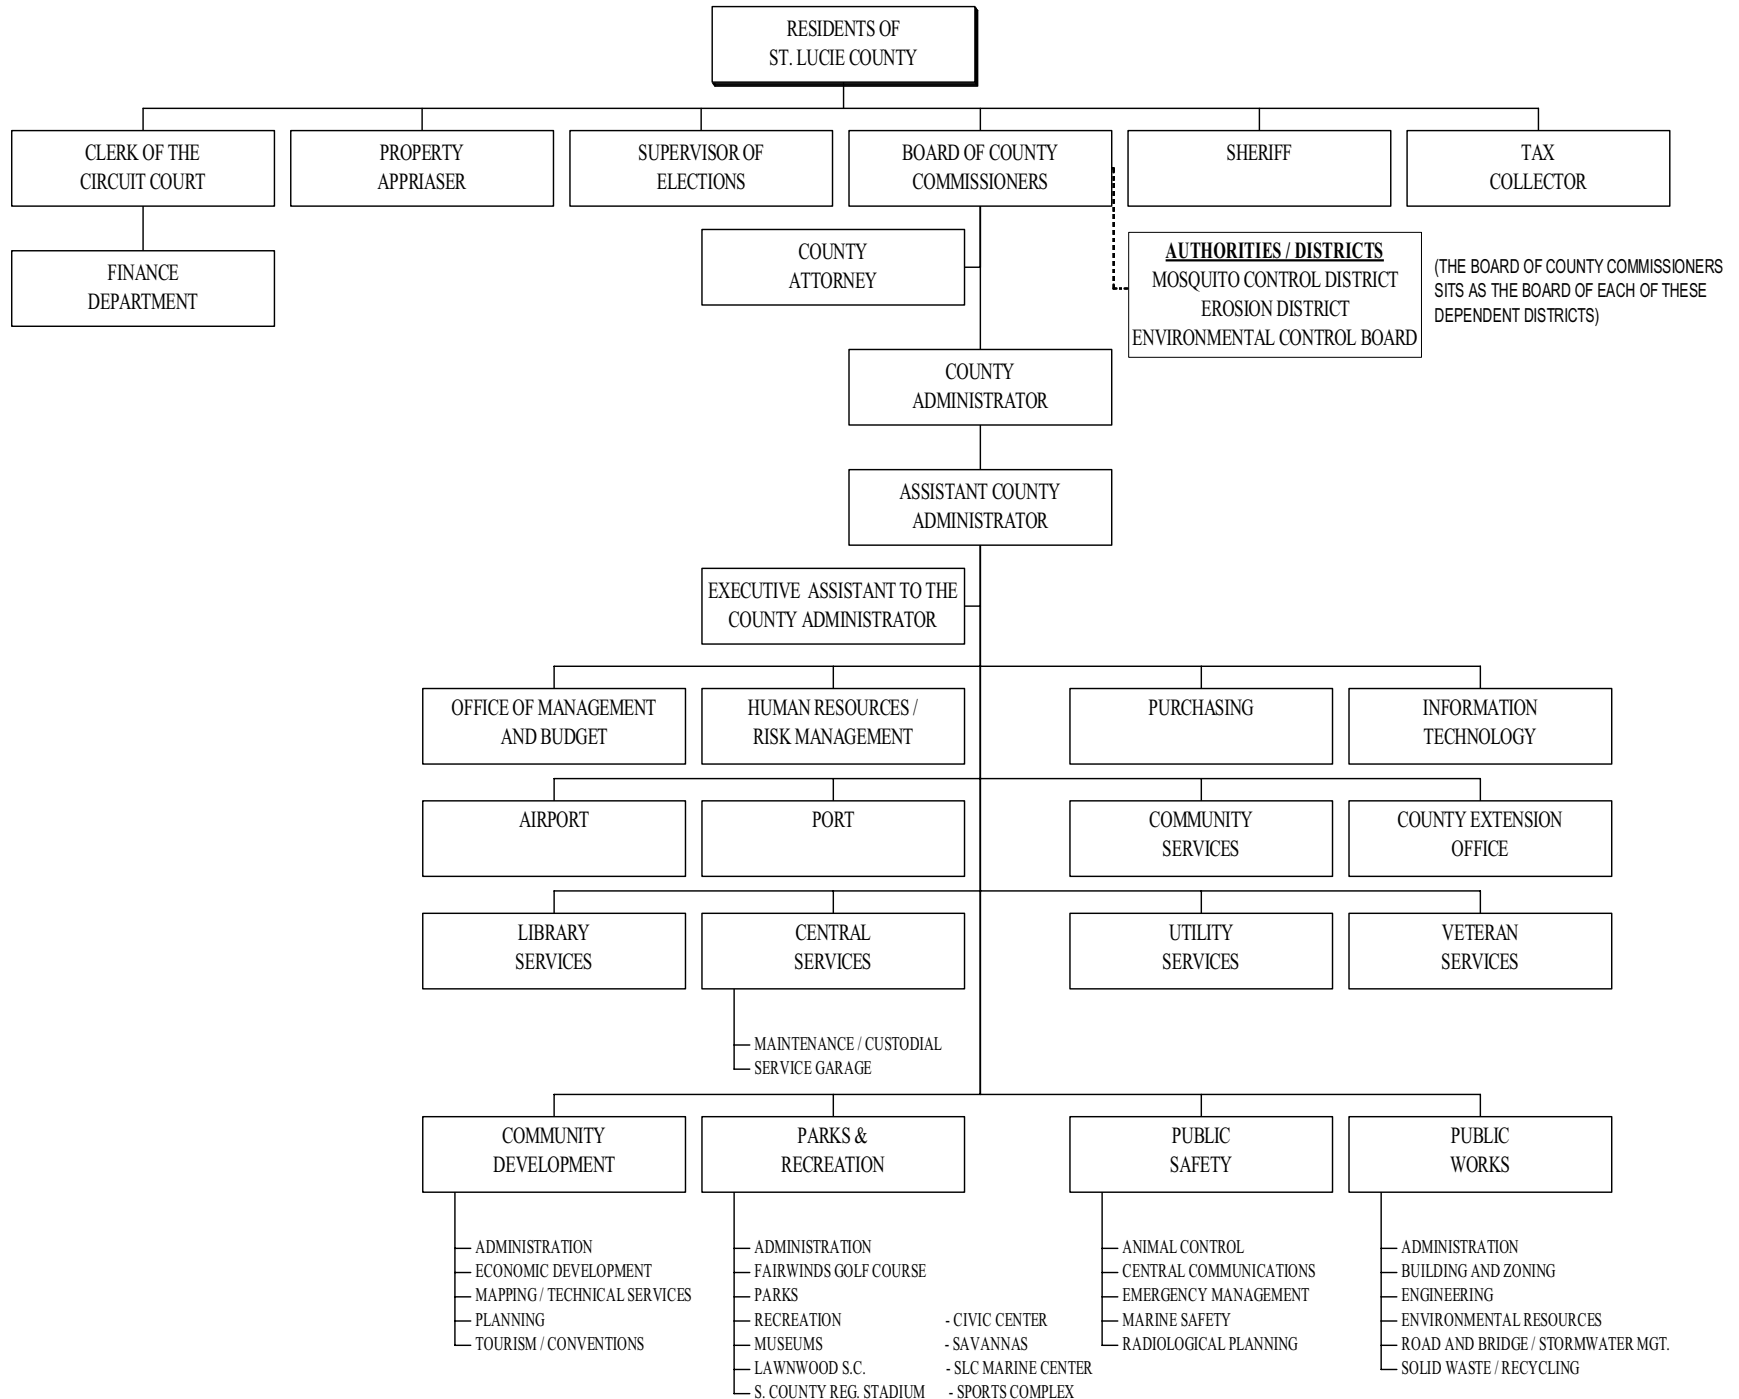 RESIDENTS OF
ST. LUCIE COUNTY
CLERK OF THE
CIRCUIT COURT
PROPERTY
APPRIASER
SUPERVISOR OF
ELECTIONS
BOARD OF COUNTY
COMMISSIONERS
SHERIFF
TAX
COLLECTOR
FINANCE
DEPARTMENT
COUNTY
ATTORNEY
AUTHORITIES / DISTRICTS
MOSQUITO CONTROL DISTRICT
EROSION DISTRICT
ENVIRONMENTAL CONTROL BOARD
(THE BOARD OF COUNTY COMMISSIONERS
SITS AS THE BOARD OF EACH OF THESE
DEPENDENT DISTRICTS)
COUNTY
ADMINISTRATOR
ASSISTANT COUNTY
ADMINISTRATOR
EXECUTIVE ASSISTANT TO THE
COUNTY ADMINISTRATOR
OFFICE OF MANAGEMENT
AND BUDGET
HUMAN RESOURCES /
RISK MANAGEMENT
PURCHASING
INFORMATION
TECHNOLOGY
AIRPORT
PORT
COMMUNITY
SERVICES
COUNTY EXTENSION
OFFICE
LIBRARY
SERVICES
CENTRAL
SERVICES
UTILITY
SERVICES
VETERAN
SERVICES
MAINTENANCE / CUSTODIAL
SERVICE GARAGE
COMMUNITY
DEVELOPMENT
PARKS &
RECREATION
PUBLIC
SAFETY
PUBLIC
WORKS
ADMINISTRATION
ECONOMIC DEVELOPMENT
MAPPING / TECHNICAL SERVICES
PLANNING
TOURISM / CONVENTIONS
ADMINISTRATION
FAIRWINDS GOLF COURSE
PARKS
RECREATION - CIVIC CENTER
MUSEUMS - SAVANNAS
LAWNWOOD S.C. - SLC MARINE CENTER
S. COUNTY REG. STADIUM - SPORTS COMPLEX
ANIMAL CONTROL
CENTRAL COMMUNICATIONS
EMERGENCY MANAGEMENT
MARINE SAFETY
RADIOLOGICAL PLANNING
ADMINISTRATION
BUILDING AND ZONING
ENGINEERING
ENVIRONMENTAL RESOURCES
ROAD AND BRIDGE / STORMWATER MGT.
SOLID WASTE / RECYCLING